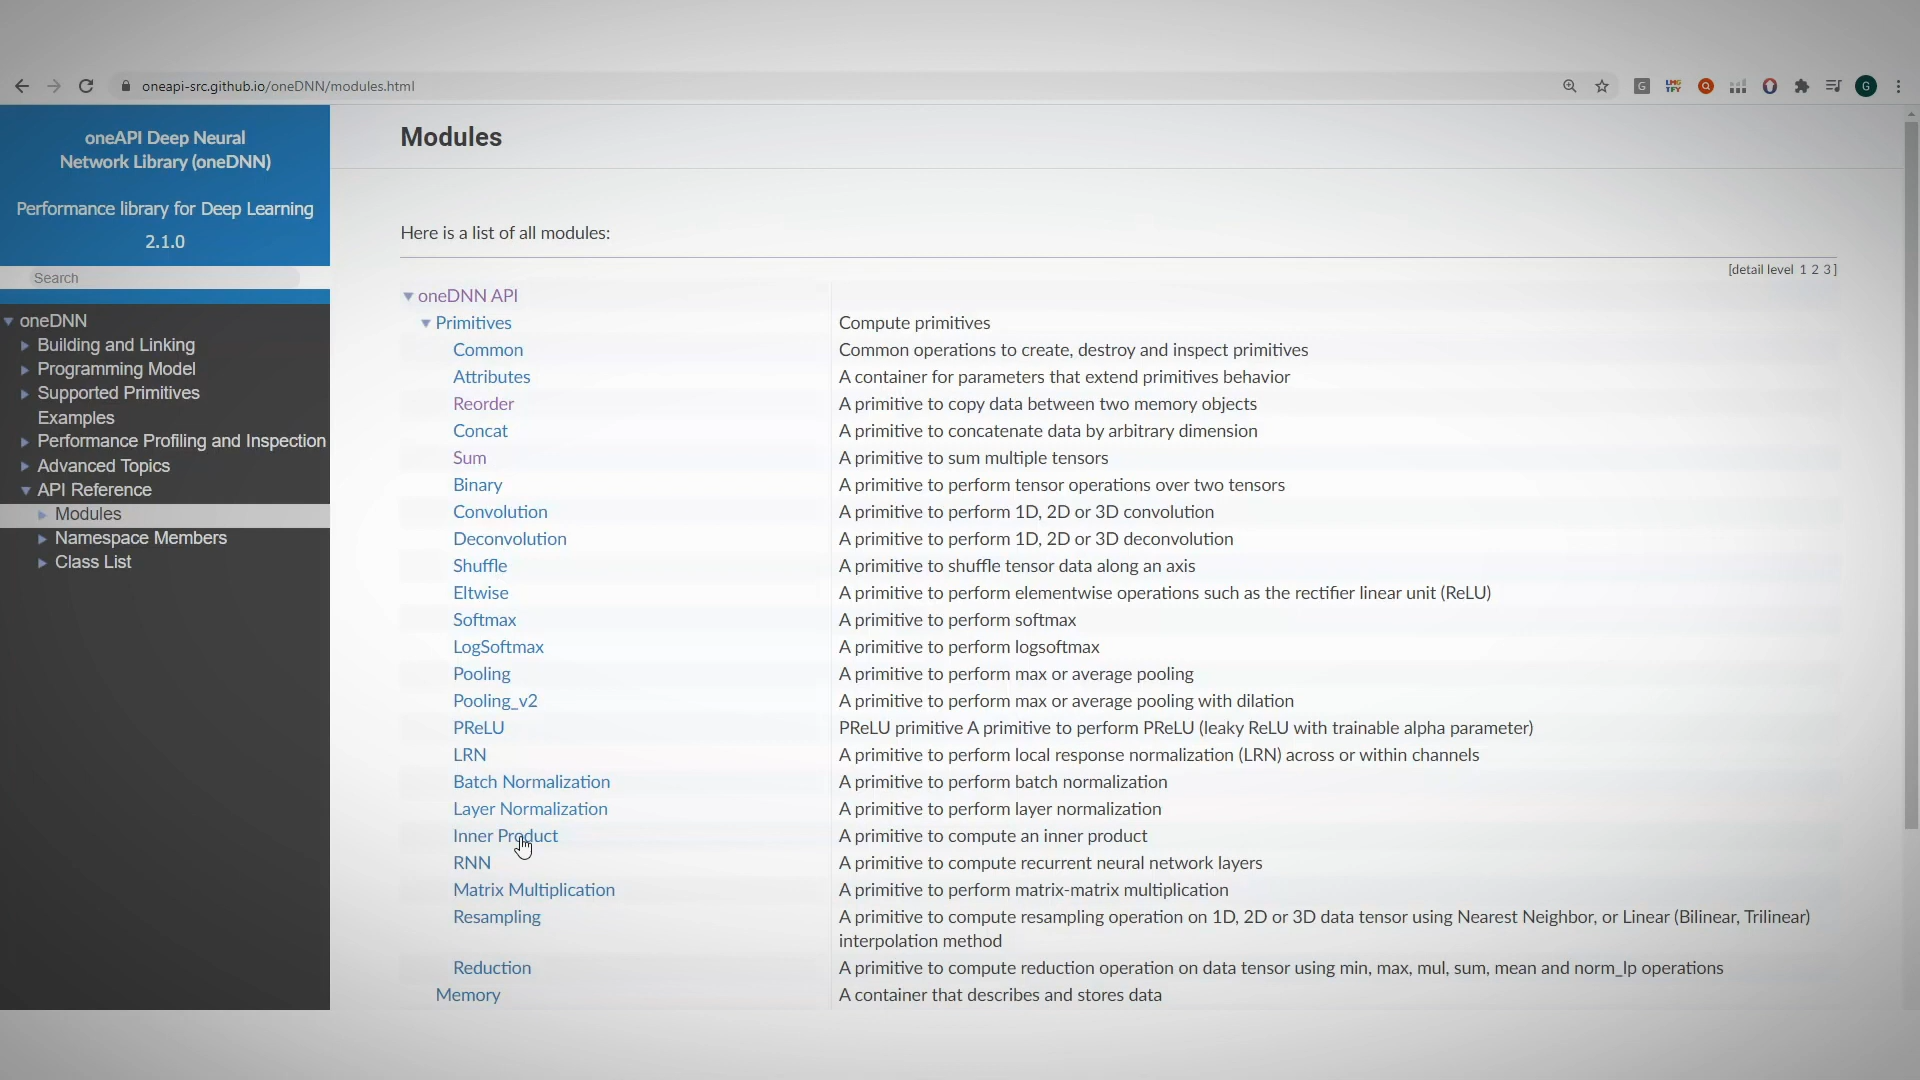 oneapi-src.github.io/oneDNN/modules.html
G
LMG
TFY
G
oneAPI Deep Neural
Network Library (oneDNN)
Performance library for Deep Learning
2.1.0
Search
oneDNN
Building and Linking
Programming Model
Supported Primitives
Examples
Performance Profiling and Inspection
Advanced Topics
API Reference
Modules
Namespace Members
Class List
Modules
Here is a list of all modules:
[detail level 1 2 3]
oneDNN API
Primitives Compute primitives
Common Common operations to create, destroy and inspect primitives
Attributes A container for parameters that extend primitives behavior
Reorder A primitive to copy data between two memory objects
Concat A primitive to concatenate data by arbitrary dimension
Sum A primitive to sum multiple tensors
Binary A primitive to perform tensor operations over two tensors
Convolution A primitive to perform 1D, 2D or 3D convolution
Deconvolution A primitive to perform 1D, 2D or 3D deconvolution
Shuffle A primitive to shuffle tensor data along an axis
Eltwise A primitive to perform elementwise operations such as the rectifier linear unit (ReLU)
Softmax A primitive to perform softmax
LogSoftmax A primitive to perform logsoftmax
Pooling A primitive to perform max or average pooling
Pooling_v2 A primitive to perform max or average pooling with dilation
PReLU PReLU primitive A primitive to perform PReLU (leaky ReLU with trainable alpha parameter)
LRN A primitive to perform local response normalization (LRN) across or within channels
Batch Normalization A primitive to perform batch normalization
Layer Normalization A primitive to perform layer normalization
Inner Product A primitive to compute an inner product
RNN A primitive to compute recurrent neural network layers
Matrix Multiplication A primitive to perform matrix-matrix multiplication
Resampling A primitive to compute resampling operation on 1D, 2D or 3D data tensor using Nearest Neighbor, or Linear (Bilinear, Trilinear)
interpolation method
Reduction A primitive to compute reduction operation on data tensor using min, max, mul, sum, mean and norm_lp operations
Memory A container that describes and stores data